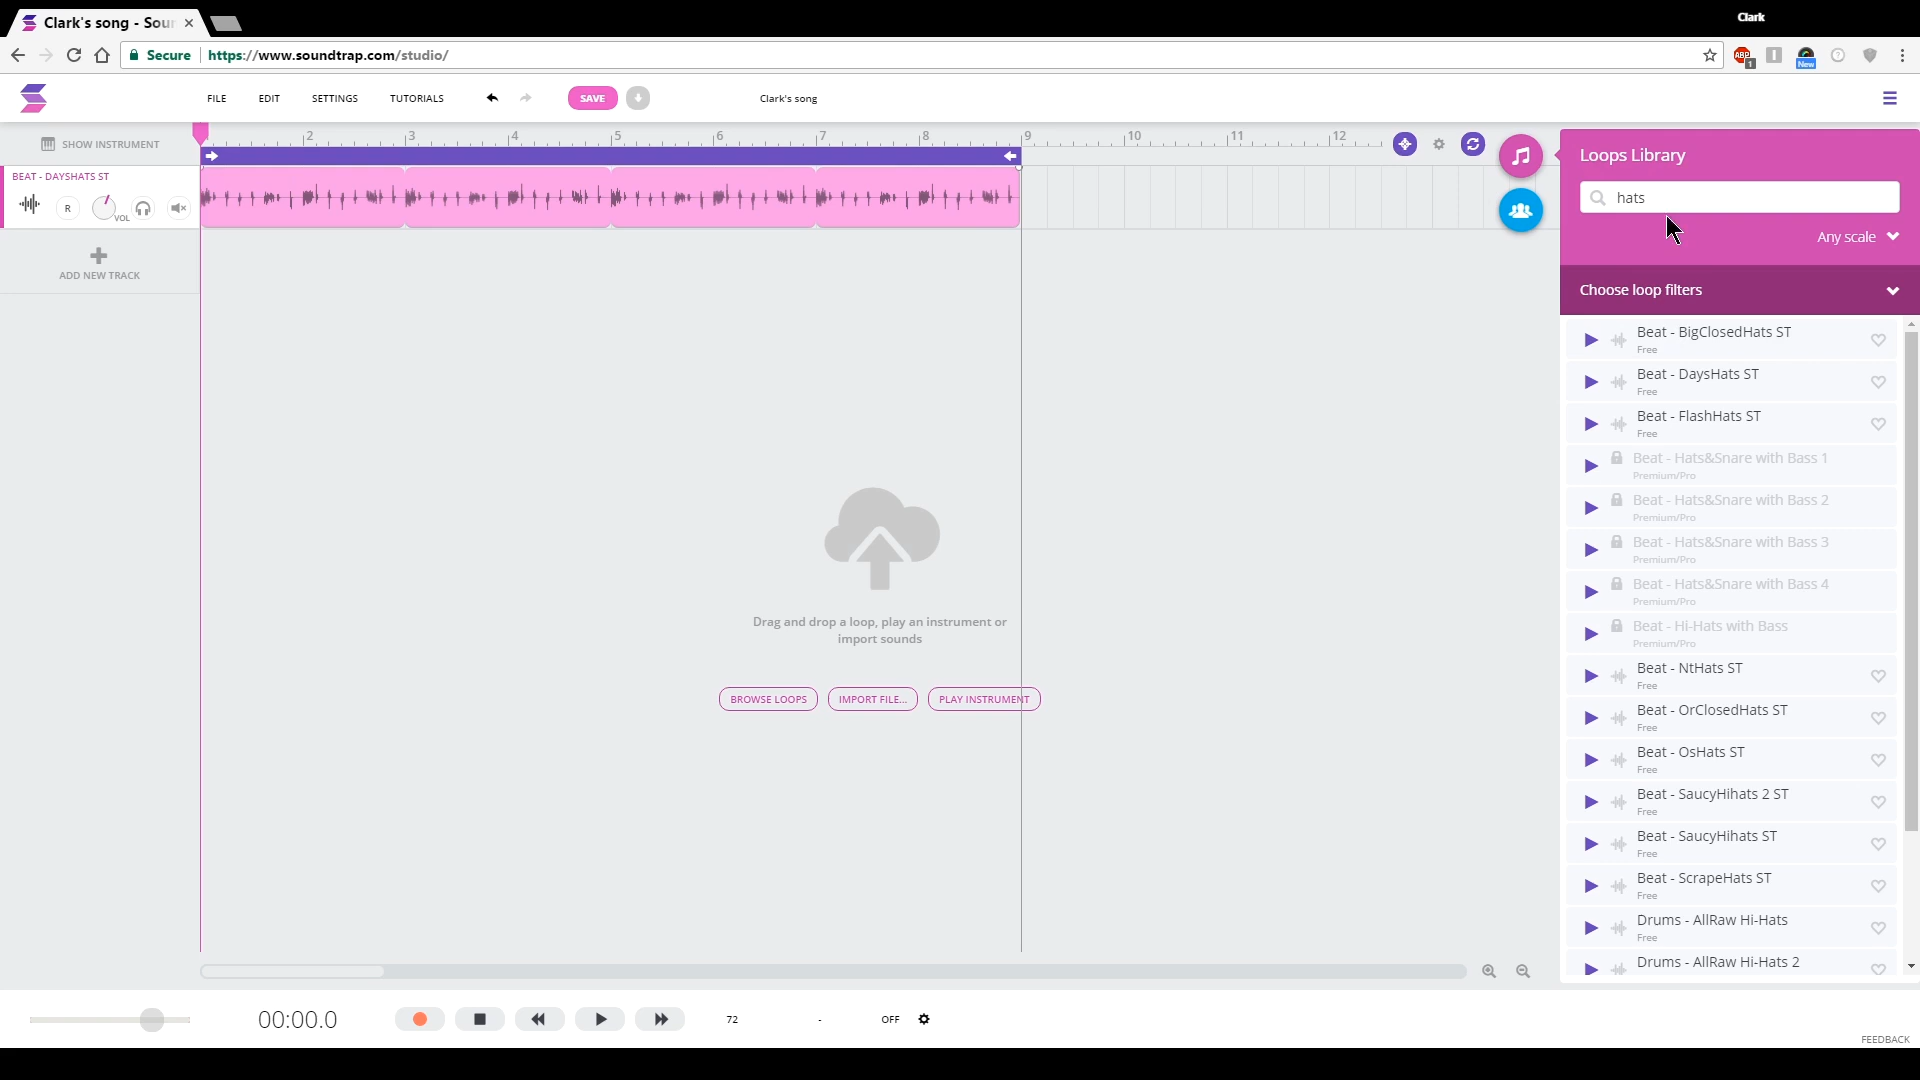 Clark's song - Soun
Clark
Secure
https://www.soundtrap.com/studio/
1
New
FILE
EDIT
SETTINGS
TUTORIALS
SAVE
Clark's song
SHOW INSTRUMENT
2
3
4
5
6
7
8
9
10
11
12
BEAT - DAYSHATS ST
R
VOL
ADD NEW TRACK
Drag and drop a loop, play an instrument or
import sounds
BROWSE LOOPS
IMPORT FILE...
PLAY INSTRUMENT
Loops Library
hats
Any scale
Choose loop filters
Beat - BigClosedHats ST
Free
Beat - DaysHats ST
Free
Beat - FlashHats ST
Free
Beat - Hats&Snare with Bass 1
Premium/Pro
Beat - Hats&Snare with Bass 2
Premium/Pro
Beat - Hats&Snare with Bass 3
Premium/Pro
Beat - Hats&Snare with Bass 4
Premium/Pro
Beat - Hi-Hats with Bass
Premium/Pro
Beat - NtHats ST
Free
Beat - OrClosedHats ST
Free
Beat - OsHats ST
Free
Beat - SaucyHihats 2 ST
Free
Beat - SaucyHihats ST
Free
Beat - ScrapeHats ST
Free
Drums - AllRaw Hi-Hats
Free
Drums - AllRaw Hi-Hats 2
00:00.0
72
-
OFF
FEEDBACK